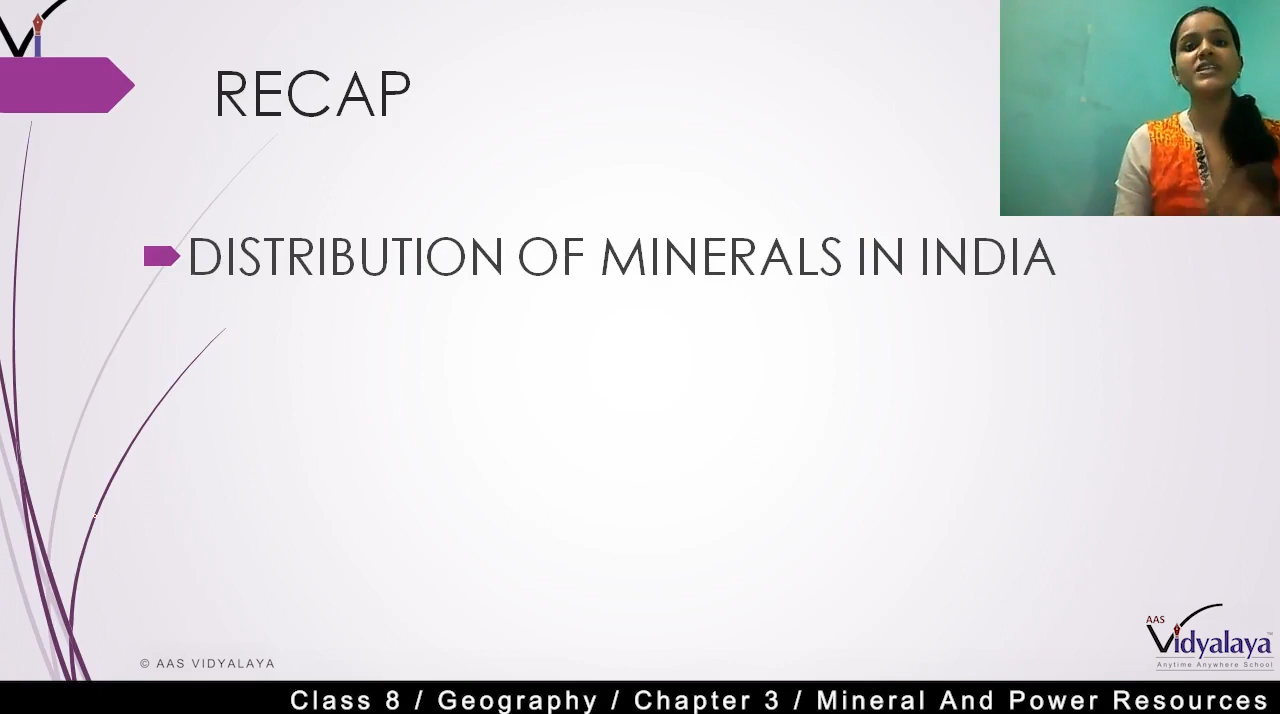 RECAP
DISTRIBUTION OF MINERALS IN INDIA
© AAS VIDYALAYA
AAS
Vidyalaya
Anytime Anywhere School
Class 8 / Geography / Chapter 3 / Mineral And Power Resources